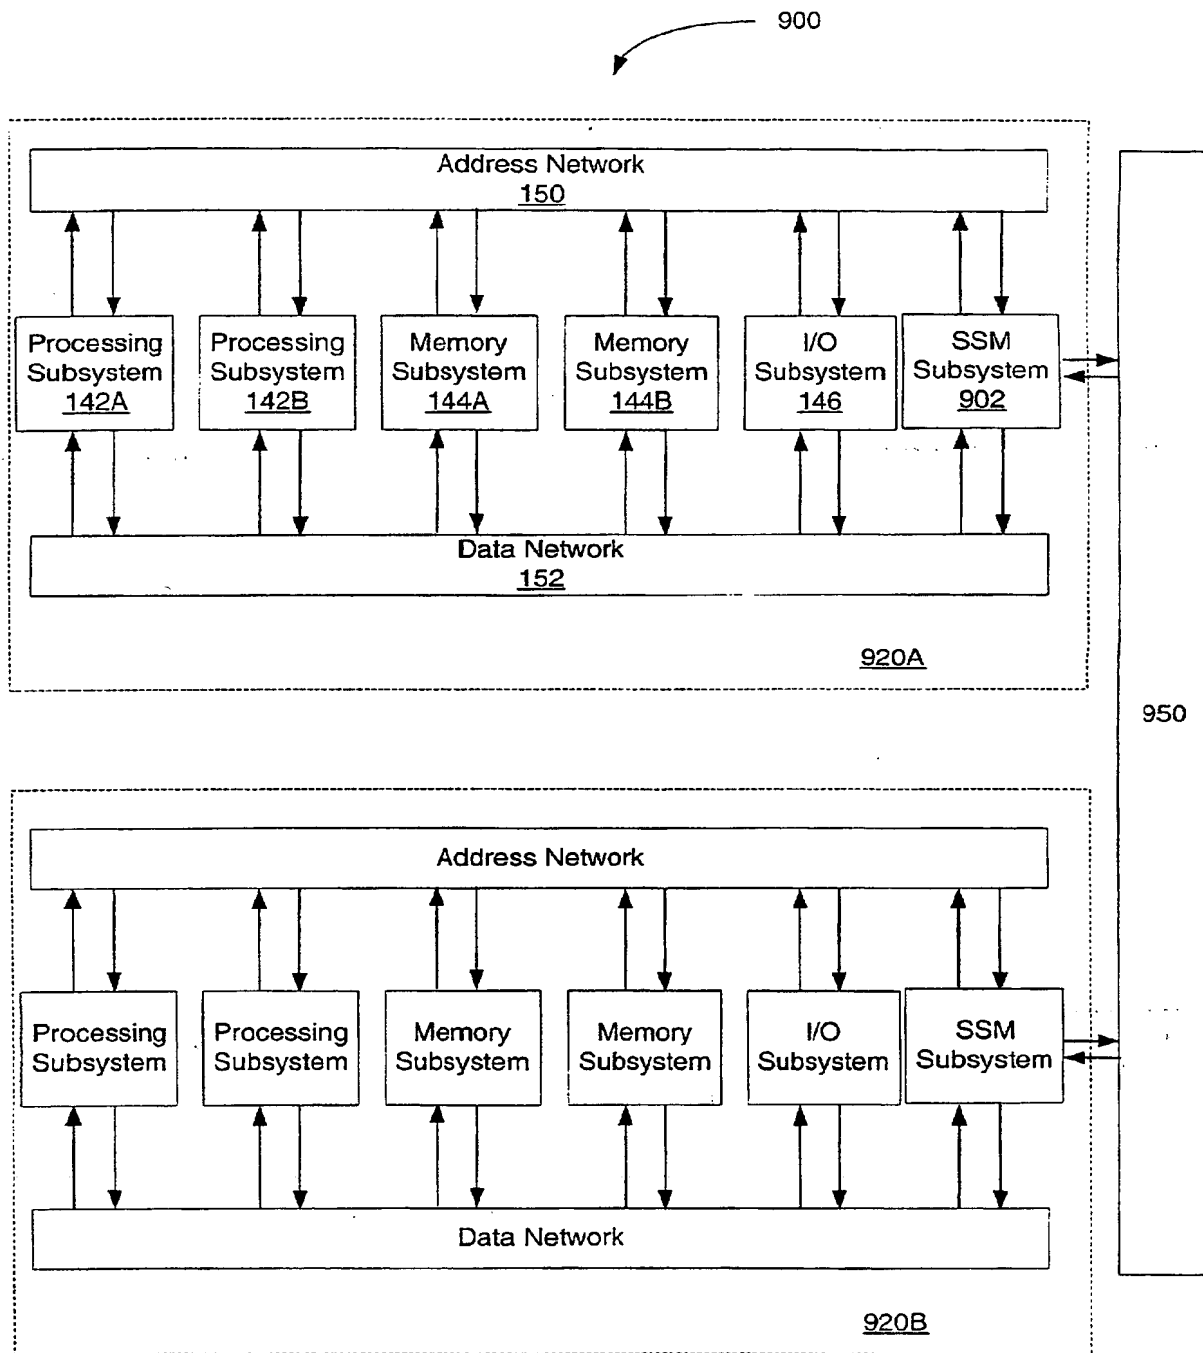 900
Address Network
150
Processing
Subsystem
142A
Processing
Subsystem
142B
Memory
Subsystem
144A
Memory
Subsystem
144B
I/O
Subsystem
146
SSM
Subsystem
902
Data Network
152
920A
950
Address Network
Processing
Subsystem
Processing
Subsystem
Memory
Subsystem
Memory
Subsystem
I/O
Subsystem
SSM
Subsystem
Data Network
920B